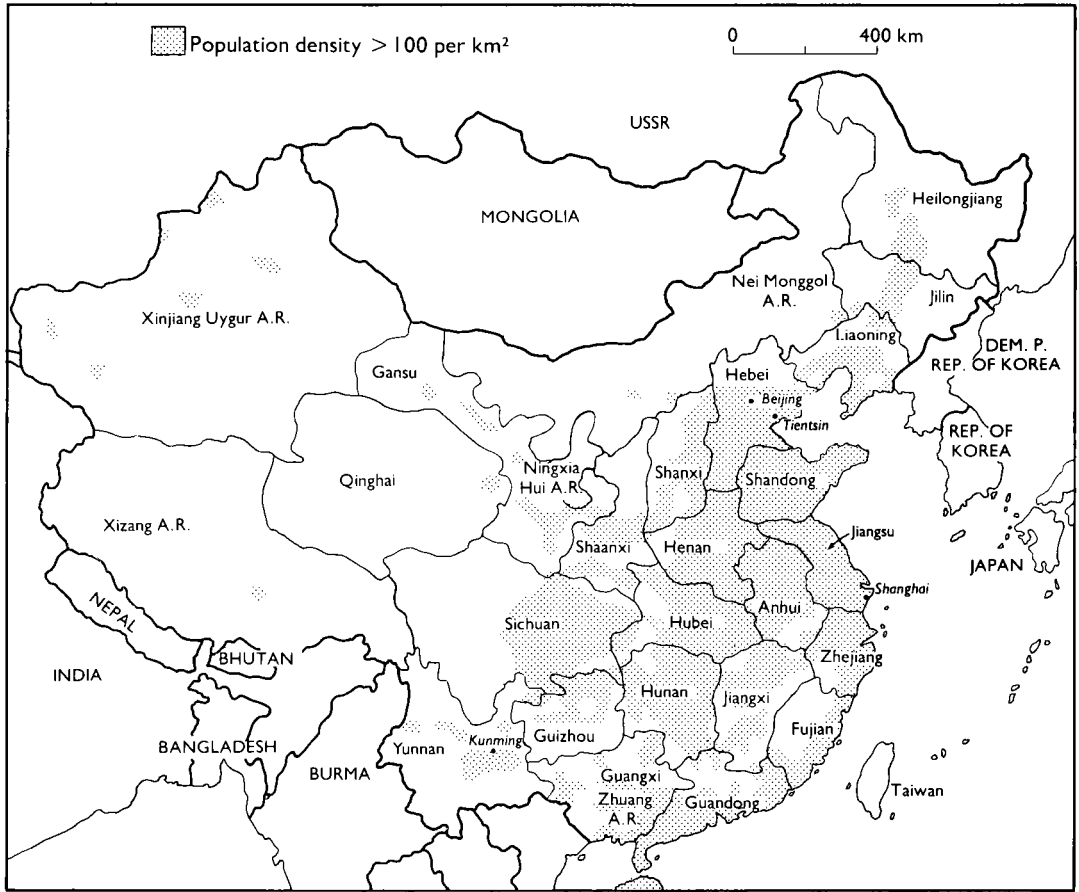 Population density > 100 per km²
0 400 km
USSR
MONGOLIA
Heilongjiang
Nei Monggol
A.R.
Jilin
Xinjiang Uygur A.R.
Liaoning
DEM. P.
REP. OF KOREA
Gansu
Hebei
Beijing
Tientsin
REP. OF
KOREA
Ningxia
Hui A.R.
Shanxi
Shandong
Qinghai
Xizang A.R.
Shaanxi
Henan
Jiangsu
JAPAN
Shanghai
NEPAL
Anhui
Sichuan
Hubei
BHUTAN
Zhejiang
INDIA
Hunan
Jiangxi
Fujian
BANGLADESH
Yunnan
Kunming
Guizhou
BURMA
Guangxi
Zhuang
A.R.
Guandong
Taiwan